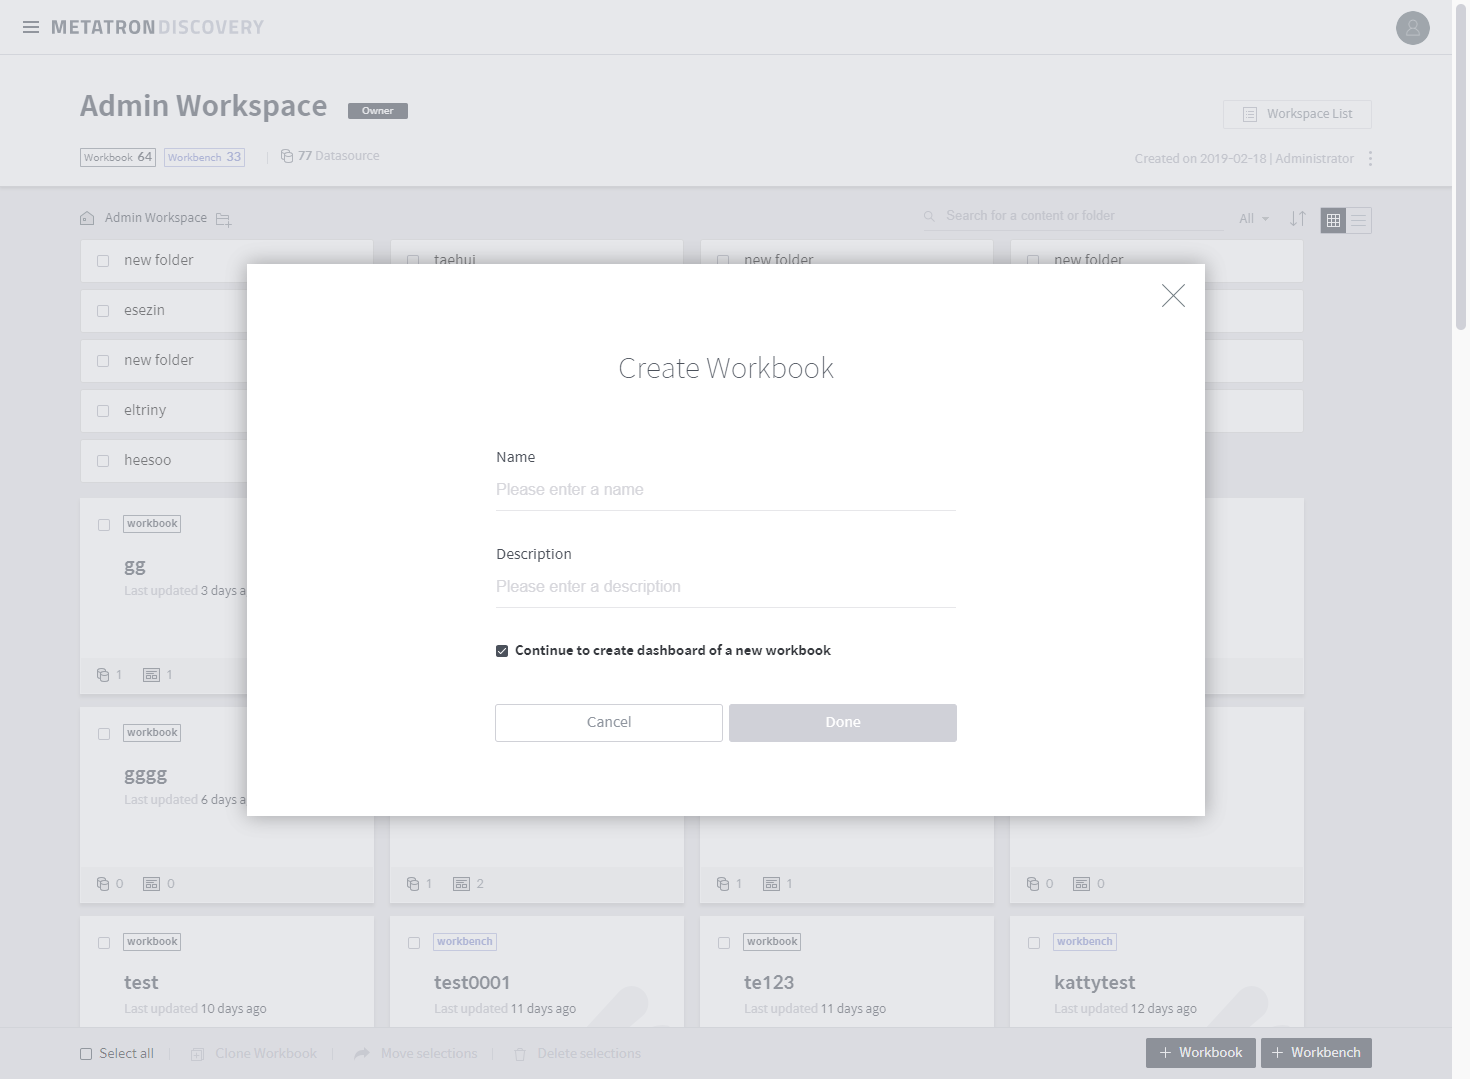 METATRON DISCOVERY
Admin Workspace Owner
Workspace List
Workbook 64 Workbench 33 77 Datasource
Created on 2019-02-18 | Administrator
Admin Workspace
Search for a content or folder
All
new folder
taehui
new folder
new folder
esezin
new folder
eltriny
heesoo
Create Workbook
Name
Please enter a name
Description
Please enter a description
Continue to create dashboard of a new workbook
Cancel
Done
workbook
gg
Last updated 3 days a
1 1
workbook
gggg
Last updated 6 days a
0 0
1 2
1 1
0 0
workbook
test
Last updated 10 days ago
workbench
test0001
Last updated 11 days ago
workbook
te123
Last updated 11 days ago
workbench
kattytest
Last updated 12 days ago
Select all
Clone Workbook
Move selections
Delete selections
+ Workbook
+ Workbench